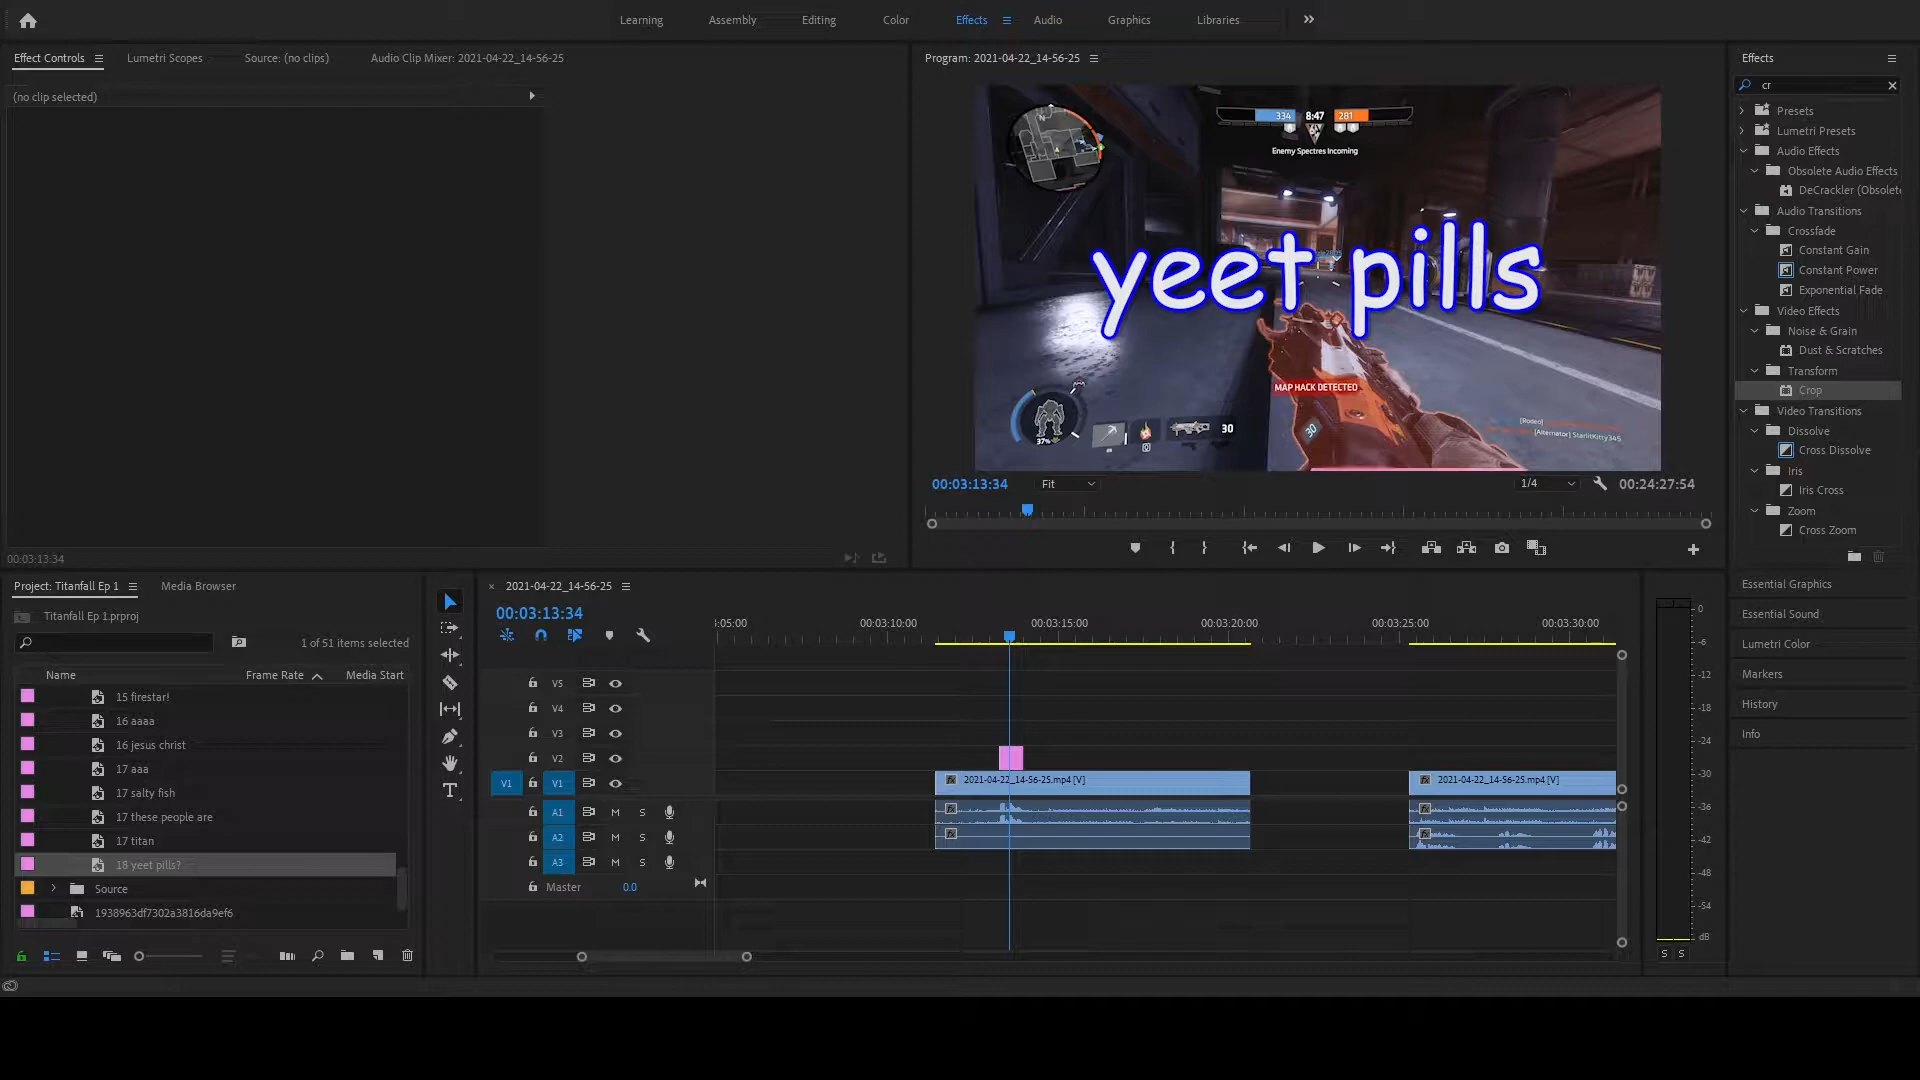 Learning
Assembly
Editing
Color
Effects
Audio
Graphics
Libraries
Effect Controls
Lumetri Scopes
Source: (no clips)
Audio Clip Mixer: 2021-04-22_14-56-25
(no clip selected)
00:03:13:34
Program: 2021-04-22_14-56-25
N
334
8:47
281
Enemy Spectres Incoming
yeet pills
MAP HACK DETECTED
37%
Q
30
30
[Rodeo]
[Alternator] StarlitKitty345
00:03:13:34
Fit
1/4
00:24:27:54
Effects
cr
Presets
Lumetri Presets
Audio Effects
Obsolete Audio Effects
DeCrackler (Obsolete
Audio Transitions
Crossfade
Constant Gain
Constant Power
Exponential Fade
Video Effects
Noise & Grain
Dust & Scratches
Transform
Crop
Video Transitions
Dissolve
Cross Dissolve
Iris
Iris Cross
Zoom
Cross Zoom
Essential Graphics
Essential Sound
Lumetri Color
Markers
History
Info
Project: Titanfall Ep 1
Media Browser
Titanfall Ep 1.prproj
1 of 51 items selected
Name
Frame Rate
Media Start
15 firestar!
16 aaaa
16 jesus christ
17 aaa
17 salty fish
17 these people are
17 titan
18 yeet pills?
Source
1938963df7302a3816da9ef6
2021-04-22_14-56-25
00:03:13:34
:05:00
00:03:10:00
00:03:15:00
00:03:20:00
00:03:25:00
00:03:30:00
V5
V4
V3
V2
V1
V1
2021-04-22_14-56-25.mp4 [V]
2021-04-22_14-56-25.mp4 [V]
A1
M
S
A2
M
S
A3
M
S
Master
0.0
0
-6
-12
-18
-24
-30
-36
-42
-48
-54
dB
S
S